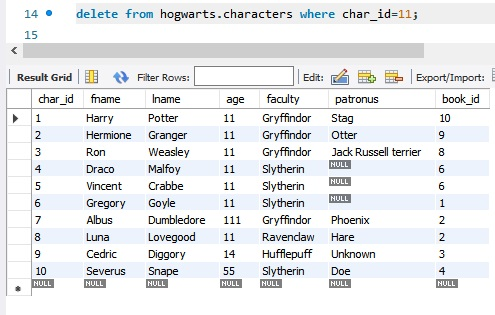 14 delete from hogwarts.characters where char_id=11;
15
Result Grid Filter Rows: Edit: Export/Import:
char_id fname lname age faculty patronus book_id
1 Harry Potter 11 Gryffindor Stag 10
2 Hermione Granger 11 Gryffindor Otter 9
3 Ron Weasley 11 Gryffindor Jack Russell terrier 8
4 Draco Malfoy 11 Slytherin NULL 6
5 Vincent Crabbe 11 Slytherin NULL 6
6 Gregory Goyle 11 Slytherin NULL 1
7 Albus Dumbledore 111 Gryffindor Phoenix 2
8 Luna Lovegood 11 Ravenclaw Hare 2
9 Cedric Diggory 14 Hufflepuff Unknown 3
10 Severus Snape 55 Slytherin Doe 4
NULL NULL NULL NULL NULL NULL NULL